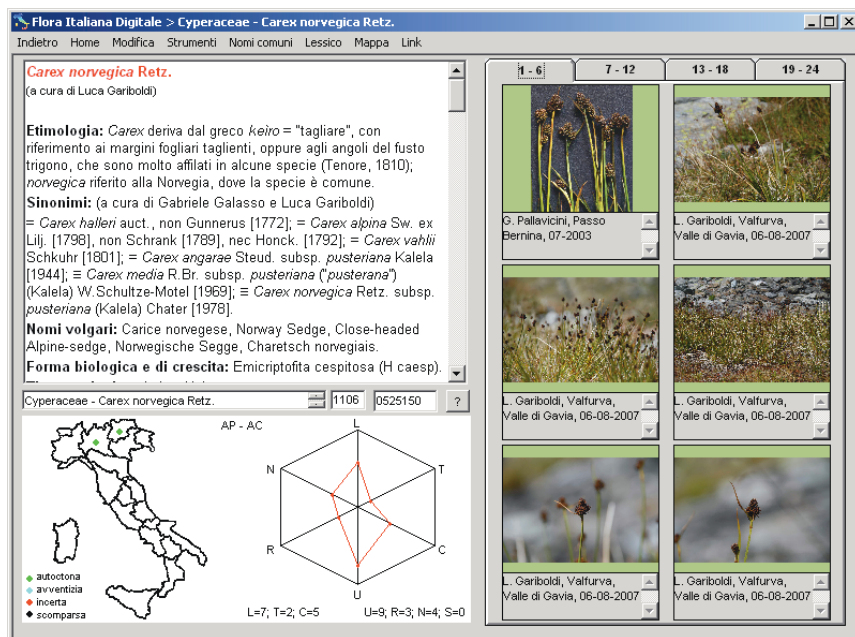 Flora Italiana Digitale > Cyperaceae - Carex norvegica Retz.
Indietro Home Modifica Strumenti Nomi comuni Lessico Mappa Link
Carex norvegica Retz.
(a cura di Luca Gariboldi)
Etimologia: Carex deriva dal greco keìro = "tagliare", con
riferimento ai margini fogliari taglienti, oppure agli angoli del fusto
trigono, che sono molto affilati in alcune specie (Tenore, 1810);
norvegica riferito alla Norvegia, dove la specie è comune.
Sinonimi: (a cura di Gabriele Galasso e Luca Gariboldi)
= Carex halleri auct., non Gunnerus [1772]; = Carex alpina Sw. ex
Lilj. [1798], non Schrank [1789], nec Honck. [1792]; = Carex vahlii
Schkuhr [1801]; = Carex angarae Steud. subsp. pusteriana Kalela
[1944]; ≡ Carex media R.Br. subsp. pusteriana ("pusterana")
(Kalela) W.Schultze-Motel [1969]; ≡ Carex norvegica Retz. subsp.
pusteriana (Kalela) Chater [1978].
Nomi volgari: Carice norvegese, Norway Sedge, Close-headed
Alpine-sedge, Norwegische Segge, Charetsch norvegiais.
Forma biologica e di crescita: Emicriptofita cespitosa (H caesp).
Cyperaceae - Carex norvegica Retz. 1106 0525150 ?
AP - AC
L
N T
R C
U
autoctona
avventizia
incerta
scomparsa
L=7; T=2; C=5 U=9; R=3; N=4; S=0
1 - 6 7 - 12 13 - 18 19 - 24
G. Pallavicini, Passo
Bernina, 07-2003
L. Gariboldi, Valfurva,
Valle di Gavia, 06-08-2007
L. Gariboldi, Valfurva,
Valle di Gavia, 06-08-2007
L. Gariboldi, Valfurva,
Valle di Gavia, 06-08-2007
L. Gariboldi, Valfurva,
Valle di Gavia, 06-08-2007
L. Gariboldi, Valfurva,
Valle di Gavia, 06-08-2007